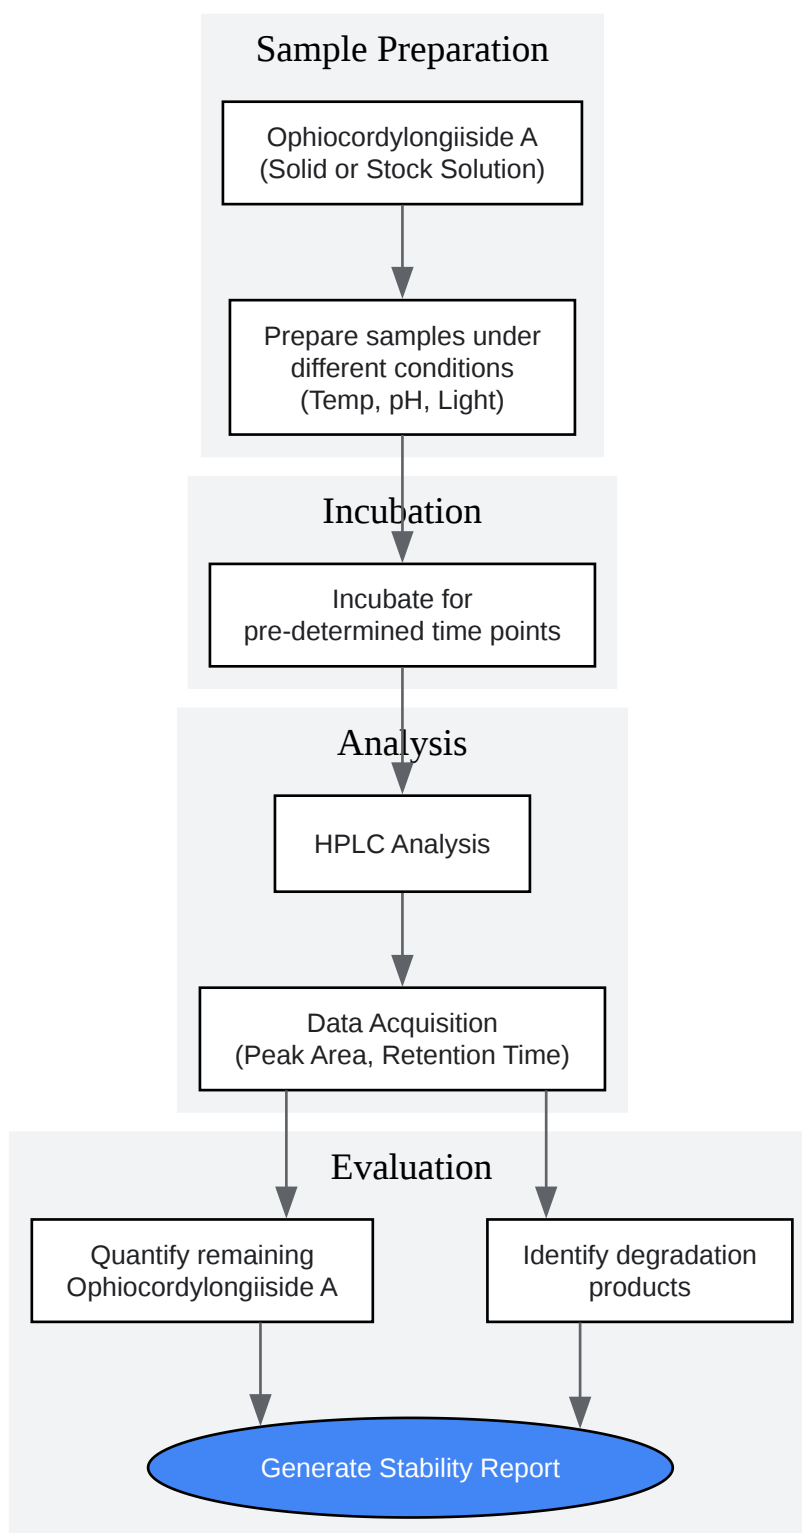 Sample Preparation
Ophiocordylongiiside A
(Solid or Stock Solution)
Prepare samples under
different conditions
(Temp, pH, Light)
Incubation
Incubate for
pre-determined time points
Analysis
HPLC Analysis
Data Acquisition
(Peak Area, Retention Time)
Evaluation
Quantify remaining
Ophiocordylongiiside A
Identify degradation
products
Generate Stability Report